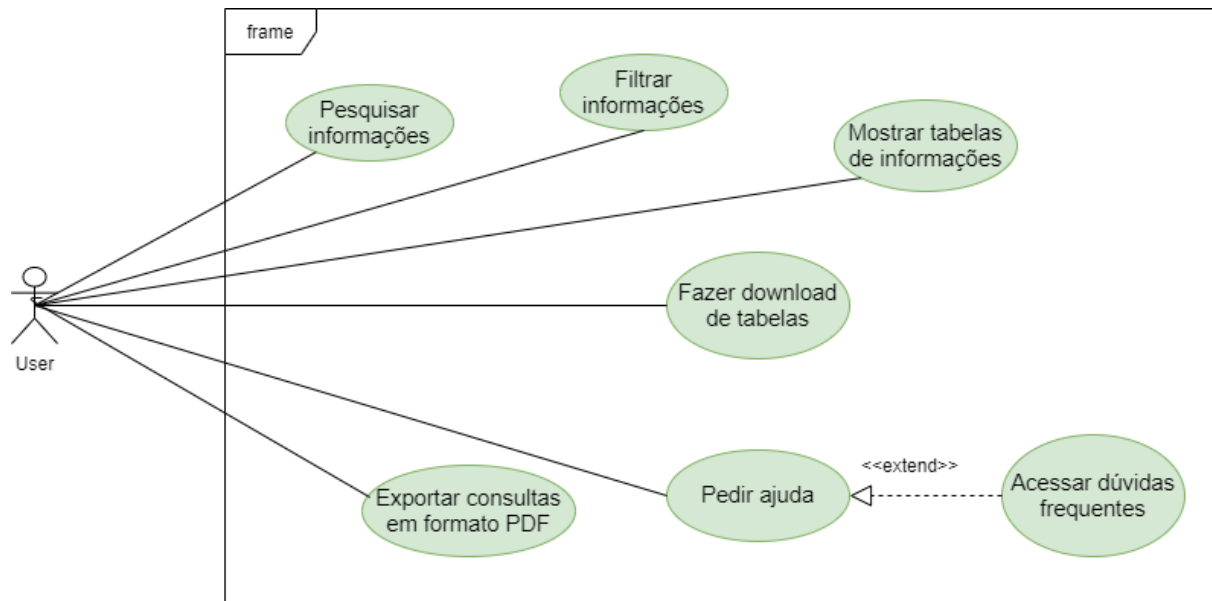 frame
Filtrar
informações
Pesquisar
informações
Mostrar tabelas
de informações
User
Fazer download
de tabelas
<<extend>>
Exportar consultas
em formato PDF
Pedir ajuda
Acessar dúvidas
frequentes